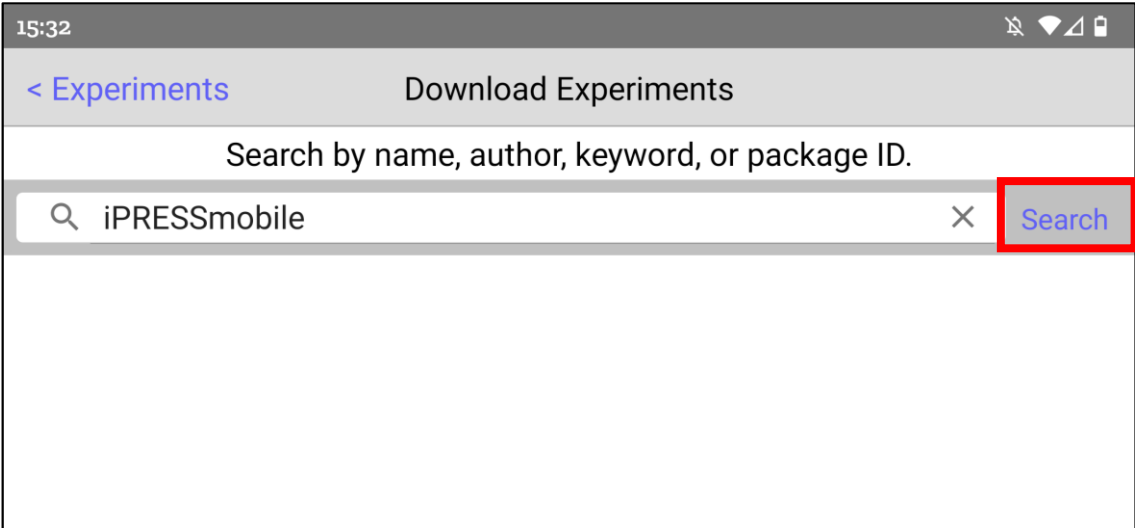 15:32
< Experiments Download Experiments
Search by name, author, keyword, or package ID.
iPRESSmobile Search